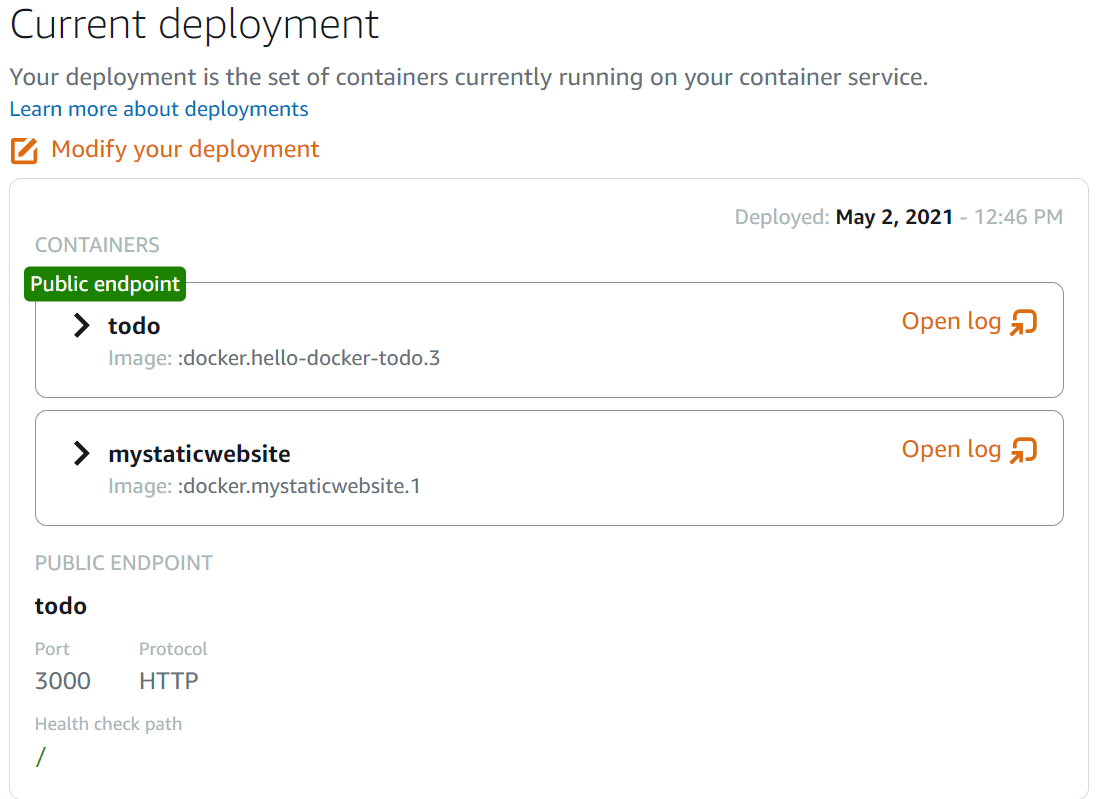 Current deployment
Your deployment is the set of containers currently running on your container service.
Learn more about deployments
Modify your deployment
Deployed: May 2, 2021 - 12:46 PM
CONTAINERS
Public endpoint
todo
Open log
Image: :docker.hello-docker-todo.3
mystaticwebsite
Open log
Image: :docker.mystaticwebsite.1
PUBLIC ENDPOINT
todo
Port Protocol
3000 HTTP
Health check path
/